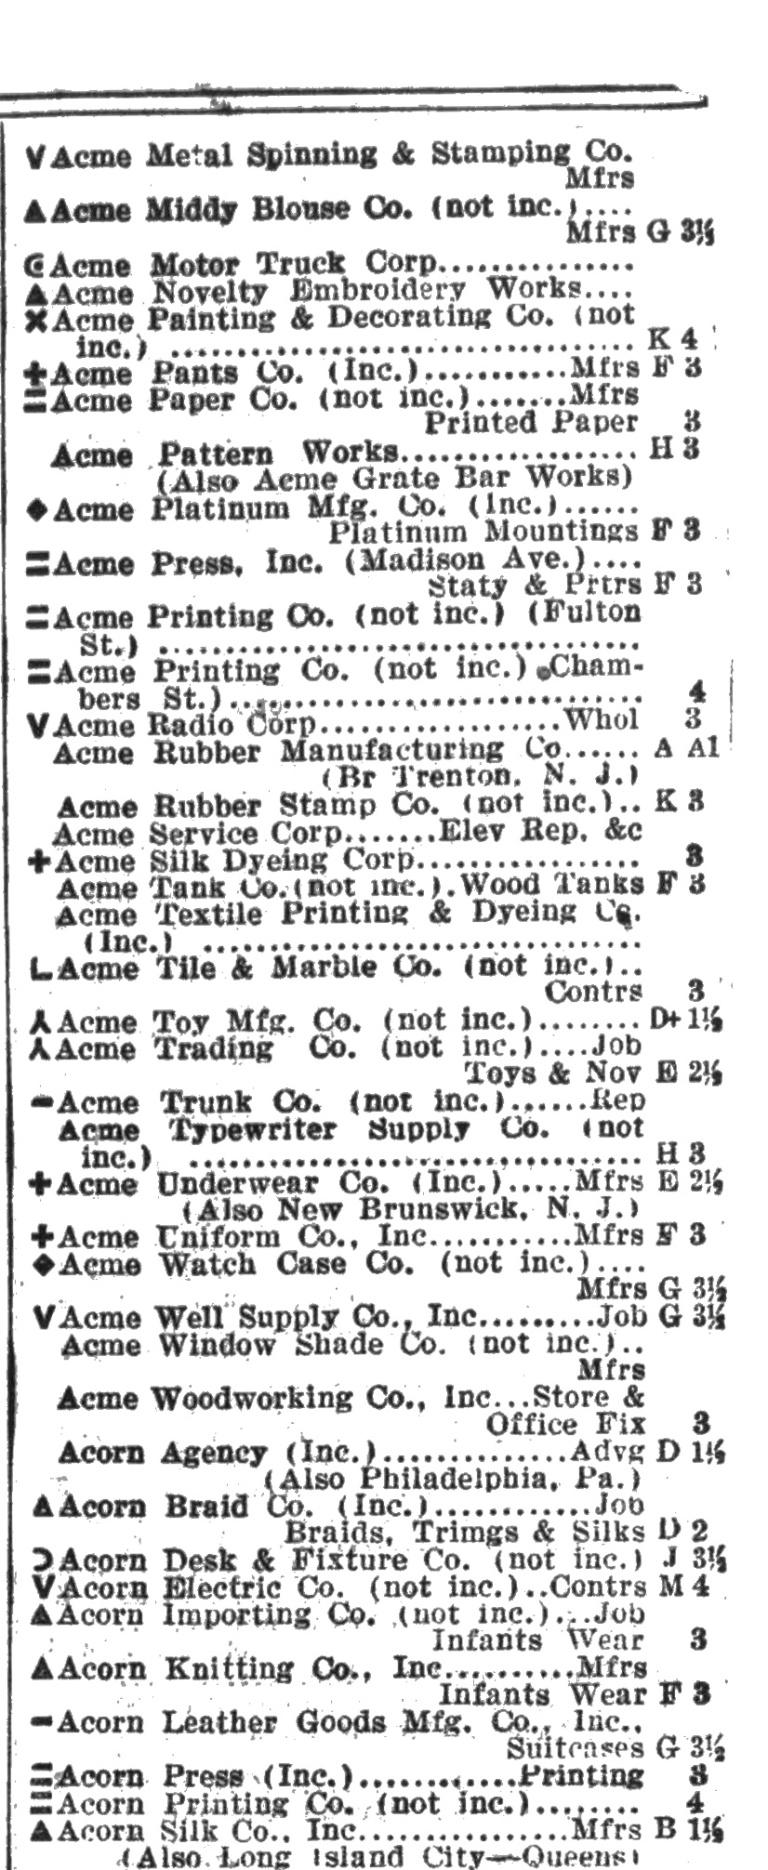 V Acme Metal Spinning & Stamping Co.
Mfrs
▲ Acme Middy Blouse Co. (not inc.)....
Mfrs G 3½
Acme Motor Truck Corp...............
▲ Acme Novelty Embroidery Works....
✕ Acme Painting & Decorating Co. (not
inc.) .................................. K 4
+ Acme Pants Co. (Inc.)...........Mfrs F 3
= Acme Paper Co. (not inc.).......Mfrs
Printed Paper 3
Acme Pattern Works.................. H 3
(Also Acme Grate Bar Works)
◆ Acme Platinum Mfg. Co. (Inc.)......
Platinum Mountings F 3
= Acme Press, Inc. (Madison Ave.)....
Staty & Prtrs F 3
= Acme Printing Co. (not inc.) (Fulton
St.) ...................................
= Acme Printing Co. (not inc.) (Cham-
bers St.)............................... 4
V Acme Radio Corp..................Whol 3
Acme Rubber Manufacturing Co...... A A1
(Br Trenton, N. J.)
Acme Rubber Stamp Co. (not inc.).. K 3
Acme Service Corp.......Elev Rep. &c
+ Acme Silk Dyeing Corp................. 3
Acme Tank Co.(not inc.).Wood Tanks F 3
Acme Textile Printing & Dyeing Co.
(Inc.) ................................
L Acme Tile & Marble Co. (not inc.)..
Contrs 3
⅄ Acme Toy Mfg. Co. (not inc.)........ D+ 1½
⅄ Acme Trading Co. (not inc.)....Job
Toys & Nov E 2½
- Acme Trunk Co. (not inc.)......Rep
Acme Typewriter Supply Co. (not
inc.) ................................. H 3
+ Acme Underwear Co. (Inc.).....Mfrs E 2½
(Also New Brunswick, N. J.)
+ Acme Uniform Co., Inc...........Mfrs F 3
◆ Acme Watch Case Co. (not inc.)....
Mfrs G 3½
V Acme Well Supply Co., Inc.........Job G 3½
Acme Window Shade Co. (not inc.)..
Mfrs
Acme Woodworking Co., Inc...Store &
Office Fix 3
Acorn Agency (Inc.)..............Advg D 1½
(Also Philadelphia, Pa.)
▲ Acorn Braid Co. (Inc.)............Job
Braids, Trimgs & Silks D 2
Ɔ Acorn Desk & Fixture Co. (not inc.) J 3½
V Acorn Electric Co. (not inc.)..Contrs M 4
▲ Acorn Importing Co. (not inc.)...Job
Infants Wear 3
▲ Acorn Knitting Co., Inc..........Mfrs
Infants Wear F 3
- Acorn Leather Goods Mfg. Co., Inc..
Suitcases G 3½
= Acorn Press (Inc.)............Printing 3
= Acorn Printing Co. (not inc.)........ 4
▲ Acorn Silk Co., Inc...............Mfrs B 1½
(Also Long Island City—Queens)